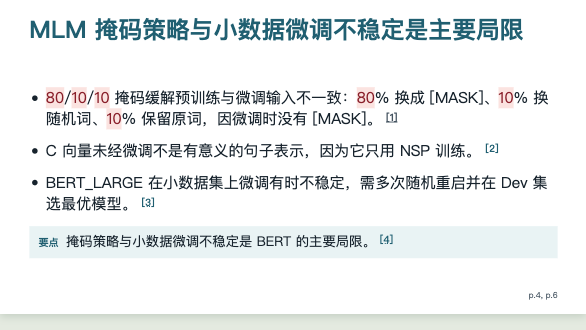 MLM 掩码策略与小数据微调不稳定是主要局限
• 80/10/10 掩码缓解预训练与微调输入不一致：80% 换成 [MASK]、10% 换
随机词、10% 保留原词，因微调时没有 [MASK]。 [1]
• C 向量未经微调不是有意义的句子表示，因为它只用 NSP 训练。 [2]
• BERT_LARGE 在小数据集上微调有时不稳定，需多次随机重启并在 Dev 集
选最优模型。 [3]
要点 掩码策略与小数据微调不稳定是 BERT 的主要局限。 [4]
p.4, p.6